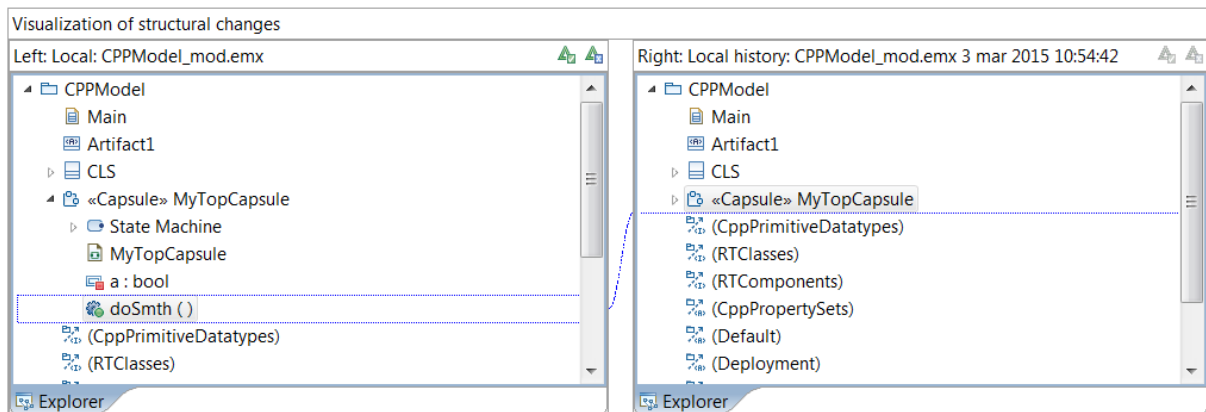 Visualization of structural changes
Left: Local: CPPModel_mod.emx
CPPModel
Main
Artifact1
CLS
«Capsule» MyTopCapsule
State Machine
MyTopCapsule
a : bool
doSmth ( )
(CppPrimitiveDatatypes)
(RTClasses)
Explorer
Right: Local history: CPPModel_mod.emx 3 mar 2015 10:54:42
CPPModel
Main
Artifact1
CLS
«Capsule» MyTopCapsule
(CppPrimitiveDatatypes)
(RTClasses)
(RTComponents)
(CppPropertySets)
(Default)
(Deployment)
Explorer